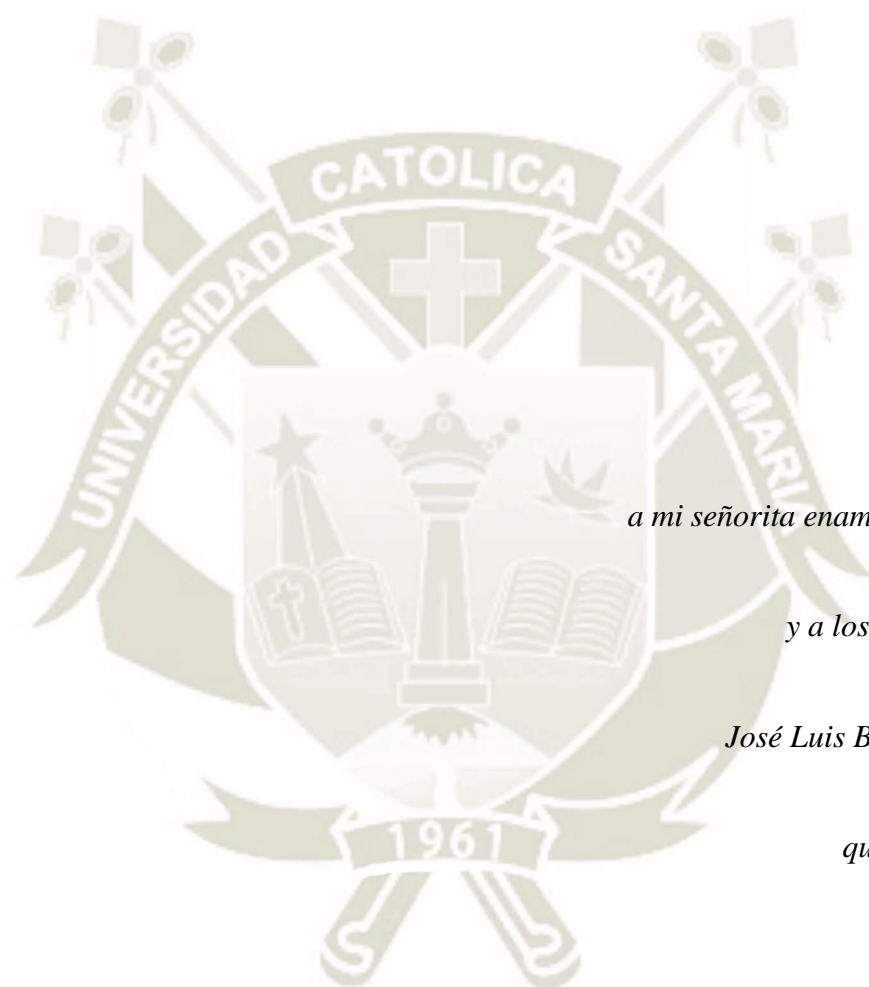 UNIVERSIDAD CATOLICA SANTA MARIA
a mi señorita enam
y a los
José Luis B
qu
1961